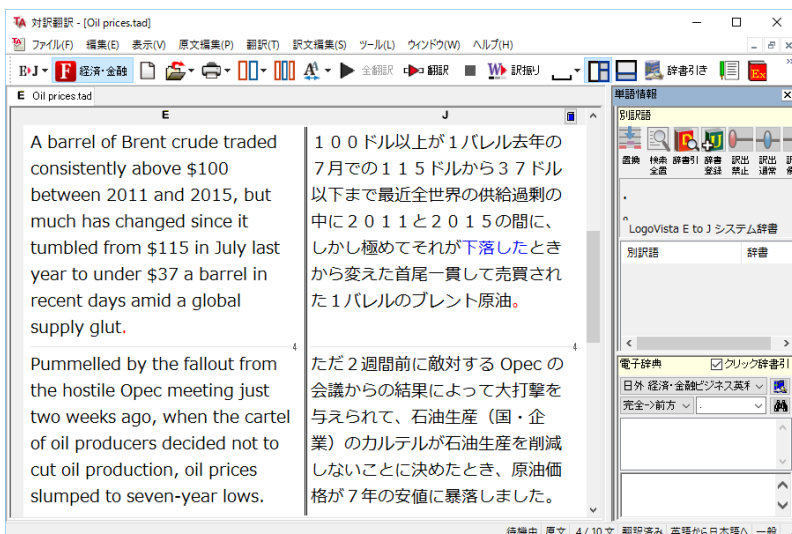 対訳翻訳 - [Oil prices.tad]
ファイル(F) 編集(E) 表示(V) 原文編集(P) 翻訳(T) 訳文編集(S) ツール(L) ウィンドウ(W) ヘルプ(H)
E›J 経済・金融 全翻訳 翻訳 訳振り 辞書引き
E Oil prices.tad
E
J
A barrel of Brent crude traded
consistently above $100
between 2011 and 2015, but
much has changed since it
tumbled from $115 in July last
year to under $37 a barrel in
recent days amid a global
supply glut.
4
１００ドル以上が１バレル去年の
７月での１１５ドルから３７ドル
以下まで最近全世界の供給過剰の
中に２０１１と２０１５の間に、
しかし極めてそれが下落したとき
から変えた首尾一貫して売買され
た１バレルのブレント原油。
4
Pummelled by the fallout from
the hostile Opec meeting just
two weeks ago, when the cartel
of oil producers decided not to
cut oil production, oil prices
slumped to seven-year lows.
ただ２週間前に敵対する Opec の
会議からの結果によって大打撃を
与えられて、石油生産（国・企
業）のカルテルが石油生産を削減
しないことに決めたとき、原油価
格が７年の安値に暴落しました。
単語情報
別訳語
置換 検索全置 辞書引 辞書登録 訳出禁止 訳出通常
LogoVista E to J システム辞書
別訳語 辞書
電子辞典 クリック辞書引
日外 経済・金融ビジネス英
完全->前方 .
待機中 原文 4 / 10 文 翻訳済み 英語から日本語へ 一般